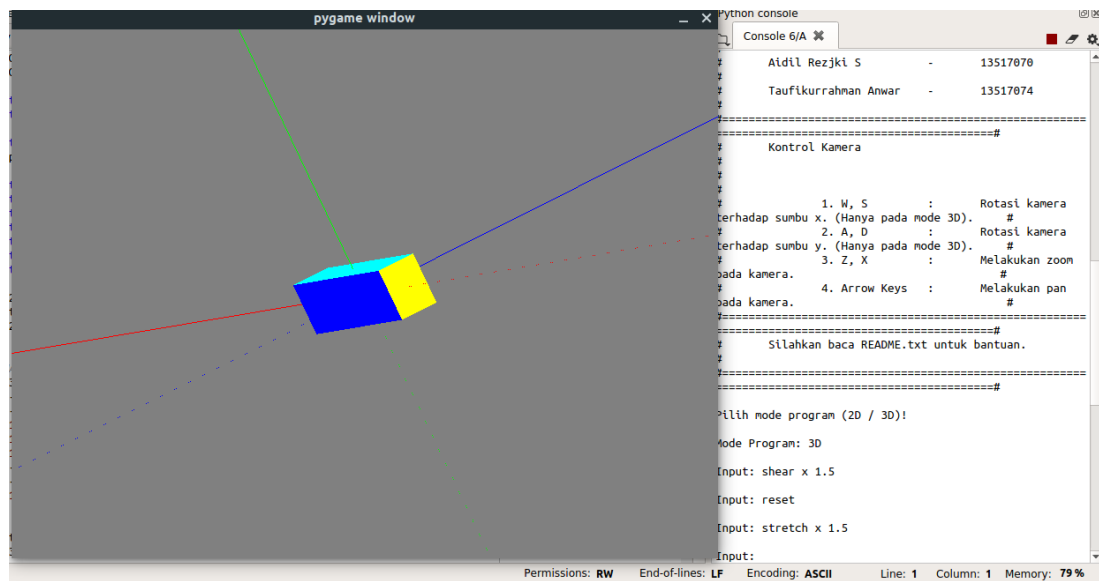 pygame window
Python console
Console 6/A
#       Aidil Rezjki S          -       13517070
#
#       Taufikurrahman Anwar    -       13517074
#
#======================================================
=========================================#
#       Kontrol Kamera
#
#
#
#               1. W, S         :       Rotasi kamera
terhadap sumbu x. (Hanya pada mode 3D).     #
#               2. A, D         :       Rotasi kamera
terhadap sumbu y. (Hanya pada mode 3D).     #
#               3. Z, X         :       Melakukan zoom
pada kamera.                               #
#               4. Arrow Keys   :       Melakukan pan
pada kamera.                                #
#======================================================
=========================================#
#       Silahkan baca README.txt untuk bantuan.
#
#======================================================
=========================================#
Pilih mode program (2D / 3D)!
Mode Program: 3D
Input: shear x 1.5
Input: reset
Input: stretch x 1.5
Input:
Permissions: RW   End-of-lines: LF   Encoding: ASCII   Line: 1   Column: 1   Memory: 79 %